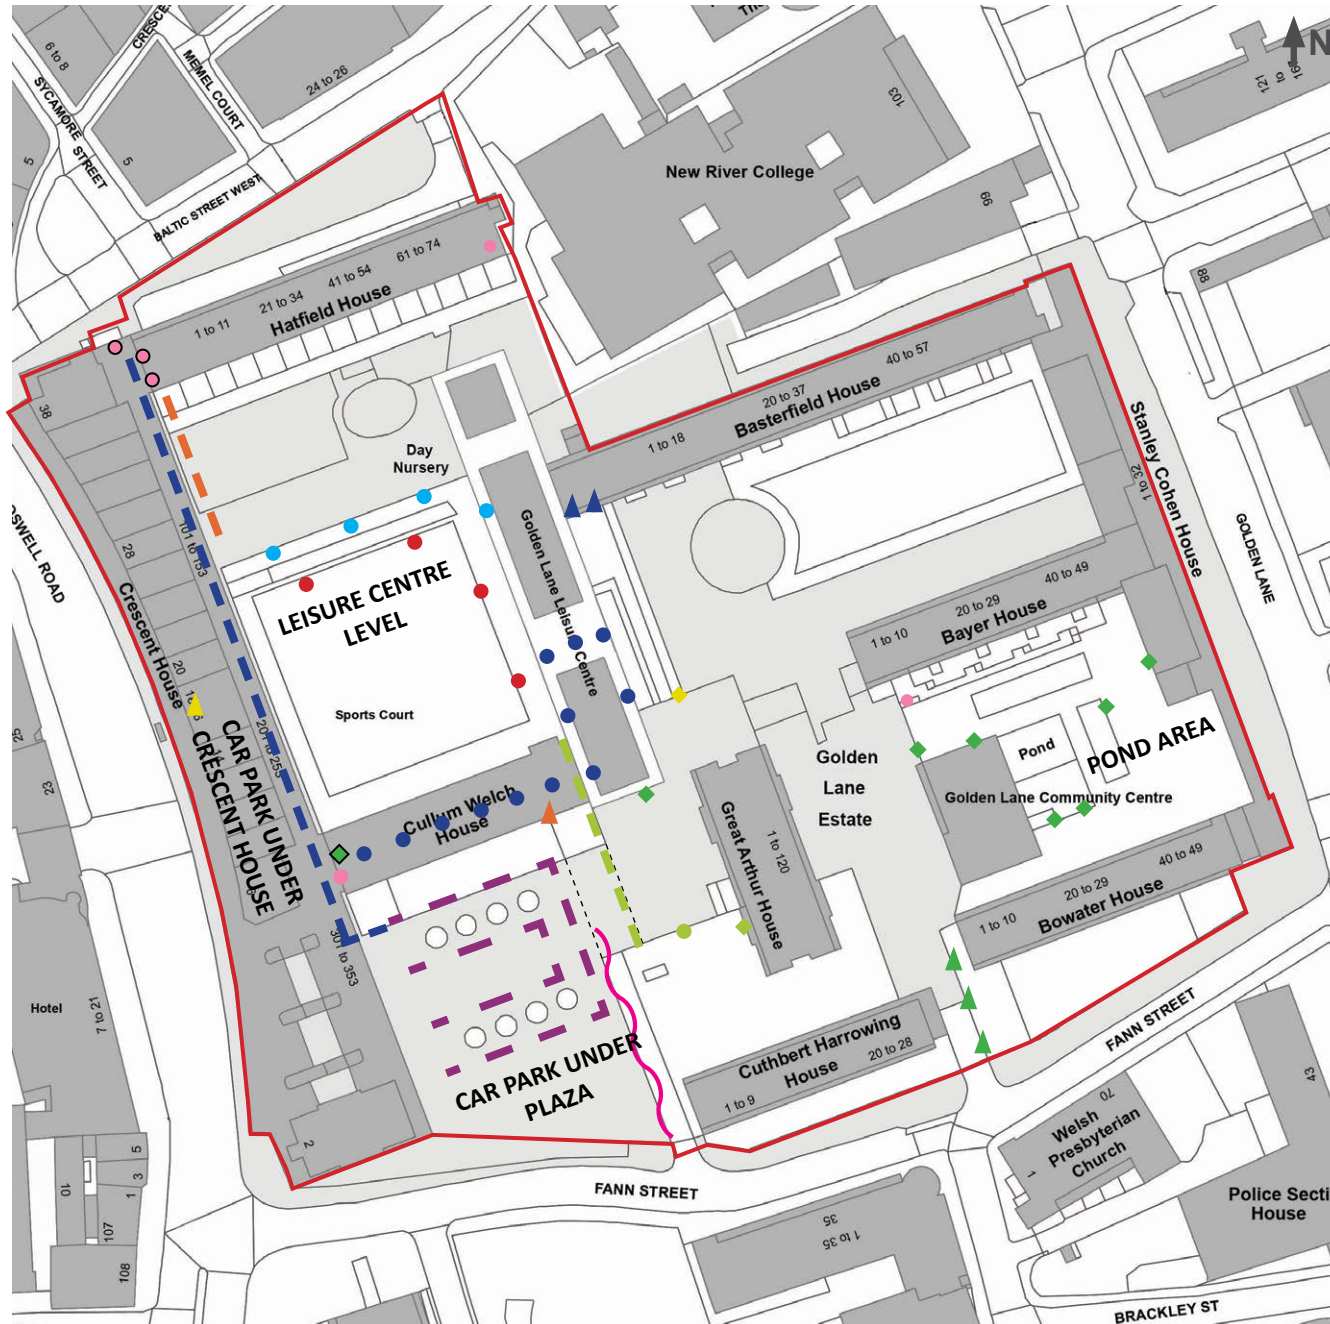 N
CRESCE
MEMEL COURT
6 to 8
SYCAMORE STREET
24 to 26
5
5
BALTIC STREET WEST
New River College
103
99
121
to
88
61 to 74
41 to 54
21 to 34
1 to 11
Hatfield House
38
40 to 57
20 to 37
1 to 18
Basterfield House
Stanley Cohen House
1 to 32
GOLDEN LANE
Day
Nursery
Golden Lane Leisure Centre
101 to 153
28
Crescent House
OSWELL ROAD
LEISURE CENTRE
LEVEL
Sports Court
20
40 to 49
20 to 29
1 to 10
Bayer House
CAR PARK UNDER
CRESCENT HOUSE
201 to 253
25
23
Golden
Lane
Estate
Pond
POND AREA
Golden Lane Community Centre
Cullum Welch
House
Great Arthur House
1 to 120
40 to 49
20 to 29
1 to 10
Bowater House
301 to 353
Hotel
7 to 21
CAR PARK UNDER
PLAZA
Cuthbert Harrowing
House
20 to 28
1 to 9
FANN STREET
43
70
Welsh
Presbyterian
Church
1
2
5
3
1
10
107
108
FANN STREET
35
1 to 35
Police Secti
House
BRACKLEY ST